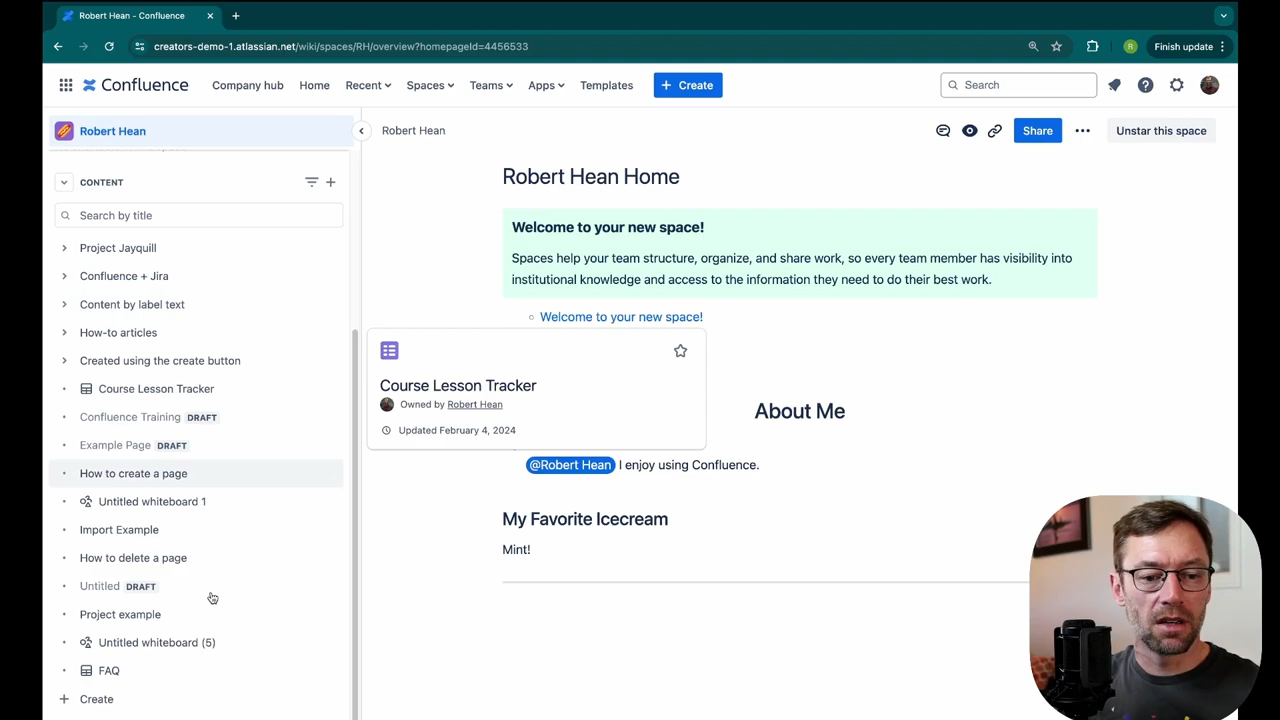 Robert Hean - Confluence
creators-demo-1.atlassian.net/wiki/spaces/RH/overview?homepageId=4456533
R
Finish update
Confluence
Company hub
Home
Recent
Spaces
Teams
Apps
Templates
+ Create
Search
Robert Hean
Robert Hean
Share
Unstar this space
CONTENT
Search by title
Project Jayquill
Confluence + Jira
Content by label text
How-to articles
Created using the create button
Course Lesson Tracker
Confluence Training DRAFT
Example Page DRAFT
How to create a page
Untitled whiteboard 1
Import Example
How to delete a page
Untitled DRAFT
Project example
Untitled whiteboard (5)
FAQ
+ Create
Robert Hean Home
Welcome to your new space!
Spaces help your team structure, organize, and share work, so every team member has visibility into
institutional knowledge and access to the information they need to do their best work.
Welcome to your new space!
Course Lesson Tracker
Owned by Robert Hean
Updated February 4, 2024
About Me
@Robert Hean I enjoy using Confluence.
My Favorite Icecream
Mint!